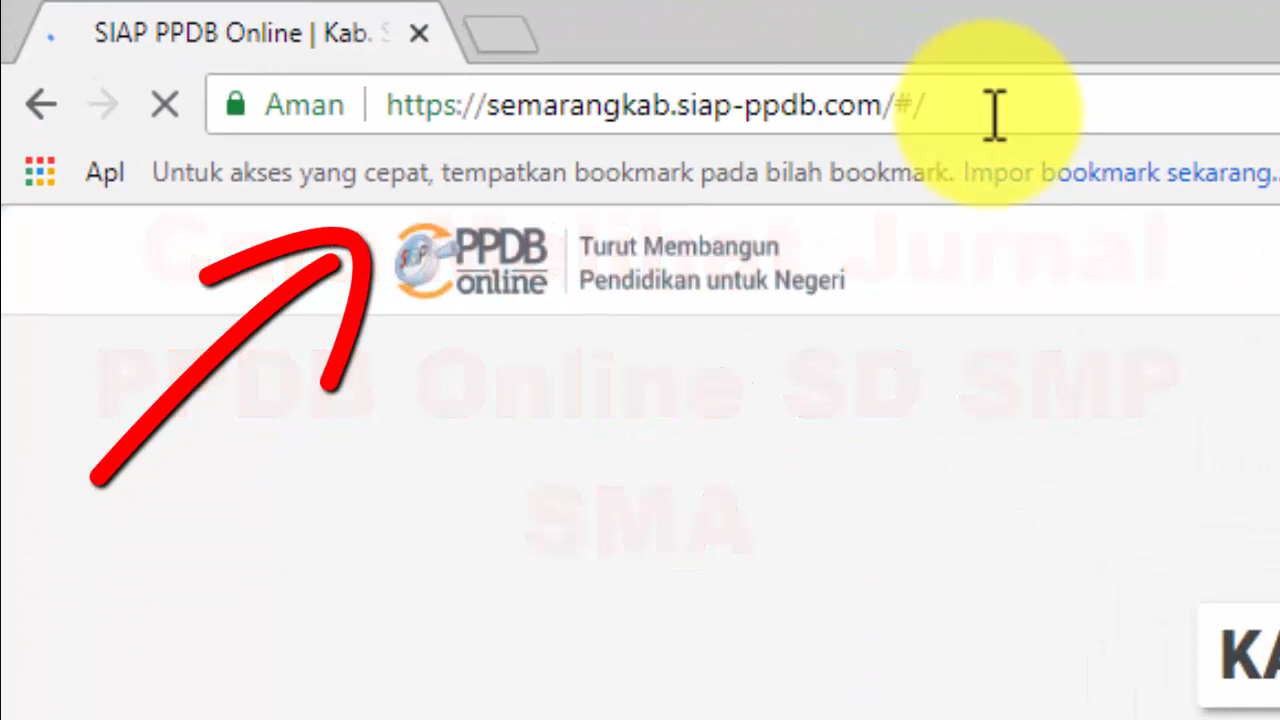 SIAP PPDB Online | Kab. S
Aman | https://semarangkab.siap-ppdb.com/#/
Apl Untuk akses yang cepat, tempatkan bookmark pada bilah bookmark. Impor bookmark sekarang..
PPDB online
Turut Membangun
Pendidikan untuk Negeri
Jurnal
PPDB Online SD SMP
SMA
KA